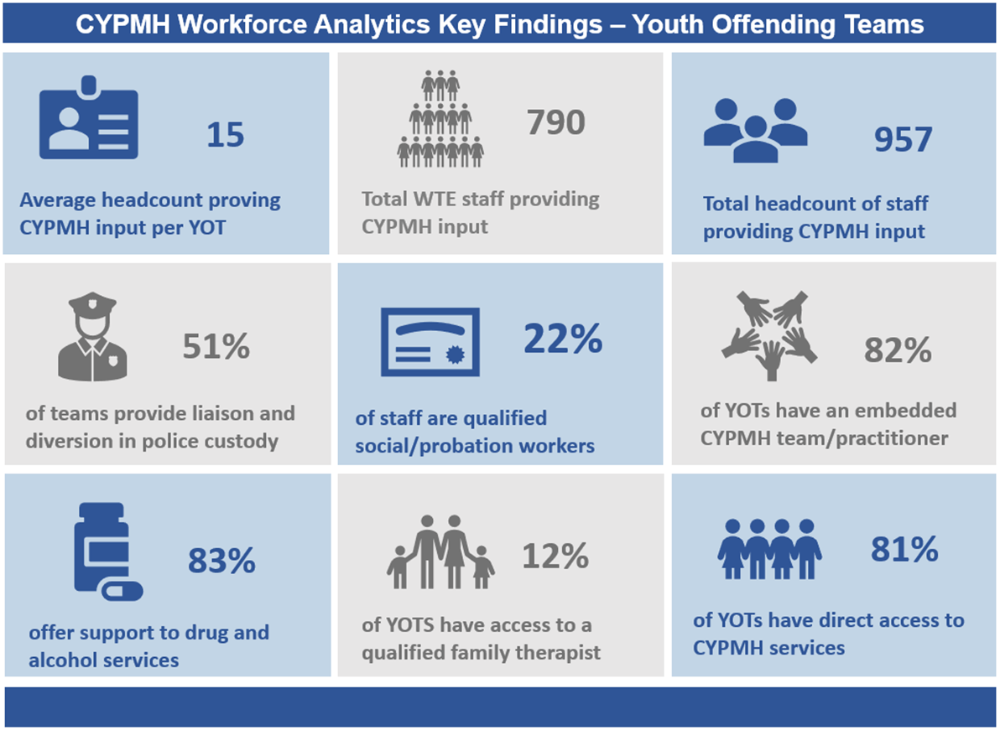 CYPMH Workforce Analytics Key Findings – Youth Offending Teams
15
Average headcount proving
CYPMH input per YOT
790
Total WTE staff providing
CYPMH input
957
Total headcount of staff
providing CYPMH input
51%
of teams provide liaison and
diversion in police custody
22%
of staff are qualified
social/probation workers
82%
of YOTs have an embedded
CYPMH team/practitioner
83%
offer support to drug and
alcohol services
12%
of YOTS have access to a
qualified family therapist
81%
of YOTs have direct access to
CYPMH services